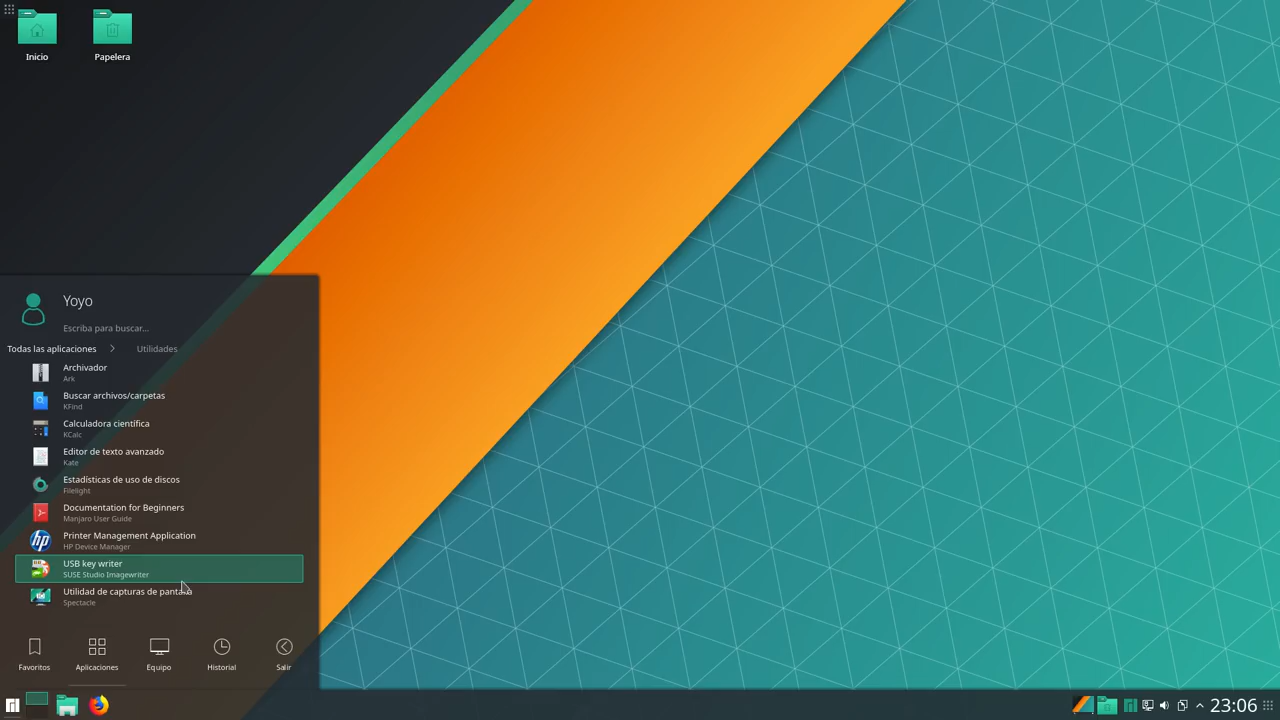 Inicio
Papelera
Yoyo
Escriba para buscar...
Todas las aplicaciones
Utilidades
Archivador
Ark
Buscar archivos/carpetas
KFind
Calculadora científica
KCalc
Editor de texto avanzado
Kate
Estadísticas de uso de discos
Filelight
Documentation for Beginners
Manjaro User Guide
Printer Management Application
HP Device Manager
USB key writer
SUSE Studio Imagewriter
Utilidad de capturas de pantalla
Spectacle
Favoritos
Aplicaciones
Equipo
Historial
Salir
23:06